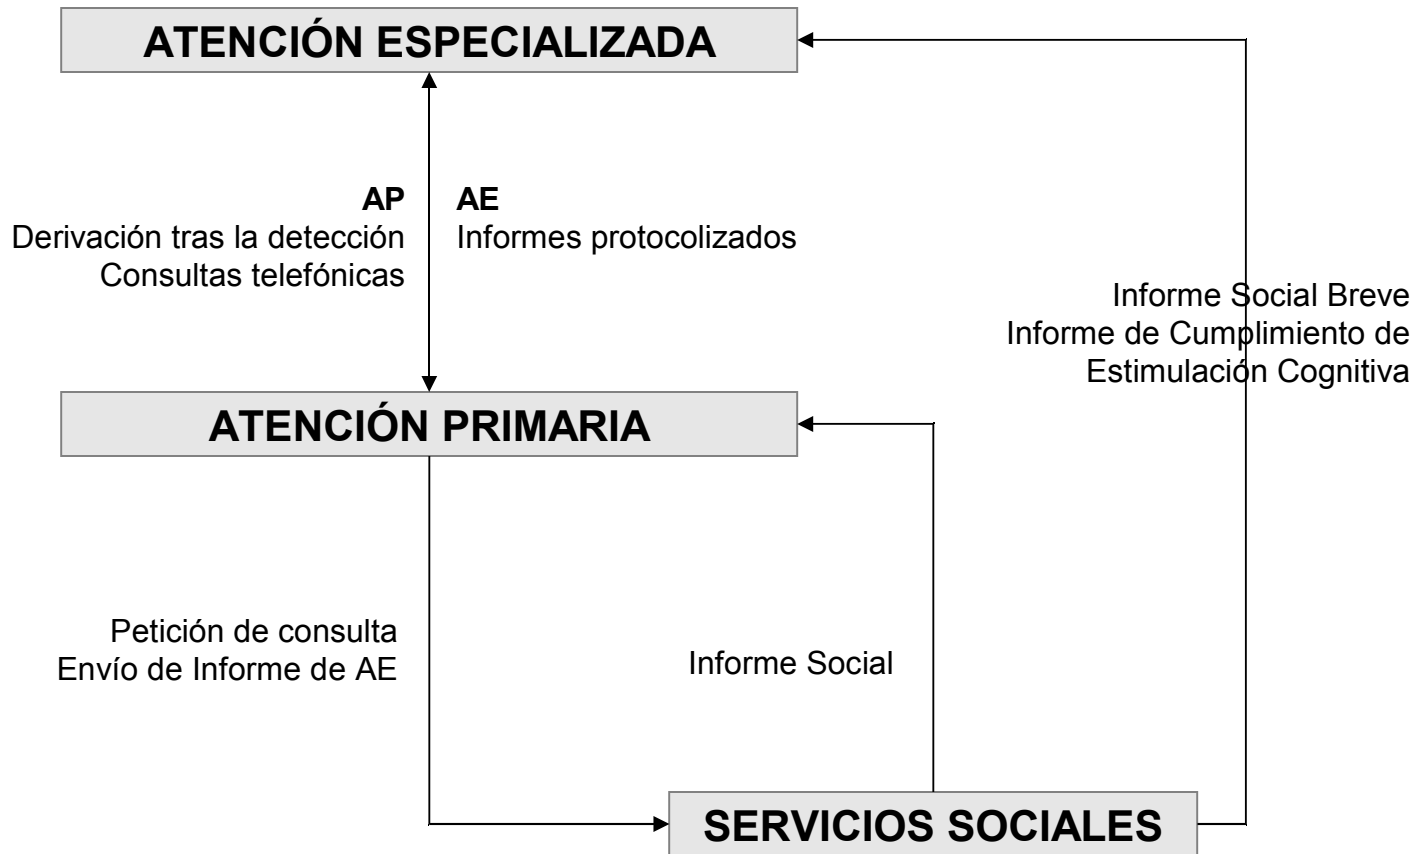 ATENCIÓN ESPECIALIZADA
AP
Derivación tras la detección
Consultas telefónicas
AE
Informes protocolizados
Informe Social Breve
Informe de Cumplimiento de
Estimulación Cognitiva
ATENCIÓN PRIMARIA
Petición de consulta
Envío de Informe de AE
Informe Social
SERVICIOS SOCIALES